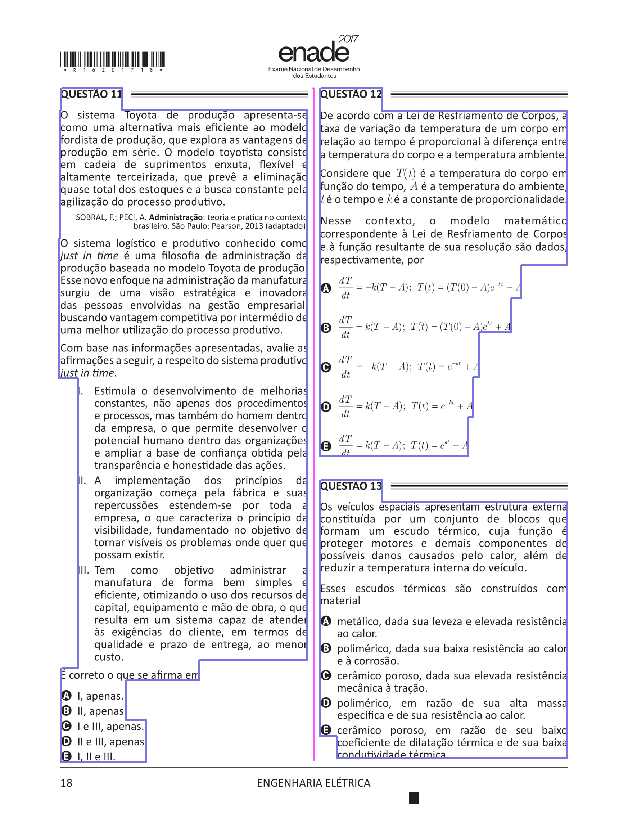 *R16201718*
enade 2017
Exame Nacional de Desempenho
dos Estudantes
QUESTÃO 11
O sistema Toyota de produção apresenta-se
como uma alternativa mais eficiente ao modelo
fordista de produção, que explora as vantagens de
produção em série. O modelo toyotista consiste
em cadeia de suprimentos enxuta, flexível e
altamente terceirizada, que prevê a eliminação
quase total dos estoques e a busca constante pela
agilização do processo produtivo.
SOBRAL, F.; PECI, A. Administração: teoria e prática no contexto
brasileiro. São Paulo: Pearson, 2013 (adaptado).
O sistema logístico e produtivo conhecido como
just in time é uma filosofia de administração da
produção baseada no modelo Toyota de produção.
Esse novo enfoque na administração da manufatura
surgiu de uma visão estratégica e inovadora
das pessoas envolvidas na gestão empresarial,
buscando vantagem competitiva por intermédio de
uma melhor utilização do processo produtivo.
Com base nas informações apresentadas, avalie as
afirmações a seguir, a respeito do sistema produtivo
just in time.
I. Estimula o desenvolvimento de melhorias
constantes, não apenas dos procedimentos
e processos, mas também do homem dentro
da empresa, o que permite desenvolver o
potencial humano dentro das organizações
e ampliar a base de confiança obtida pela
transparência e honestidade das ações.
II. A implementação dos princípios da
organização começa pela fábrica e suas
repercussões estendem-se por toda a
empresa, o que caracteriza o princípio da
visibilidade, fundamentado no objetivo de
tornar visíveis os problemas onde quer que
possam existir.
III. Tem como objetivo administrar a
manufatura de forma bem simples e
eficiente, otimizando o uso dos recursos de
capital, equipamento e mão de obra, o que
resulta em um sistema capaz de atender
às exigências do cliente, em termos de
qualidade e prazo de entrega, ao menor
custo.
É correto o que se afirma em
A I, apenas.
B II, apenas
C I e III, apenas.
D II e III, apenas
E I, II e III.
QUESTÃO 12
De acordo com a Lei de Resfriamento de Corpos, a
taxa de variação da temperatura de um corpo em
relação ao tempo é proporcional à diferença entre
a temperatura do corpo e a temperatura ambiente.
Considere que T(t) é a temperatura do corpo em
função do tempo, A é a temperatura do ambiente,
t é o tempo e k é a constante de proporcionalidade.
Nesse contexto, o modelo matemático
correspondente à Lei de Resfriamento de Corpos
e à função resultante de sua resolução são dados,
respectivamente, por
A dT/dt = −k(T − A); T(t) = (T(0) − A)e^−kt − A
B dT/dt = k(T − A); T(t) = (T(0) − A)e^kt + A
C dT/dt = −k(T − A); T(t) = e^−kt + A
D dT/dt = k(T − A); T(t) = e^−kt + A
E dT/dt = k(T − A); T(t) = e^kt − A
QUESTÃO 13
Os veículos espaciais apresentam estrutura externa
constituída por um conjunto de blocos que
formam um escudo térmico, cuja função é
proteger motores e demais componentes de
possíveis danos causados pelo calor, além de
reduzir a temperatura interna do veículo.
Esses escudos térmicos são construídos com
material
A metálico, dada sua leveza e elevada resistência
ao calor.
B polimérico, dada sua baixa resistência ao calor
e à corrosão.
C cerâmico poroso, dada sua elevada resistência
mecânica à tração.
D polimérico, em razão de sua alta massa
específica e de sua resistência ao calor.
E cerâmico poroso, em razão de seu baixo
coeficiente de dilatação térmica e de sua baixa
condutividade térmica
18
ENGENHARIA ELÉTRICA